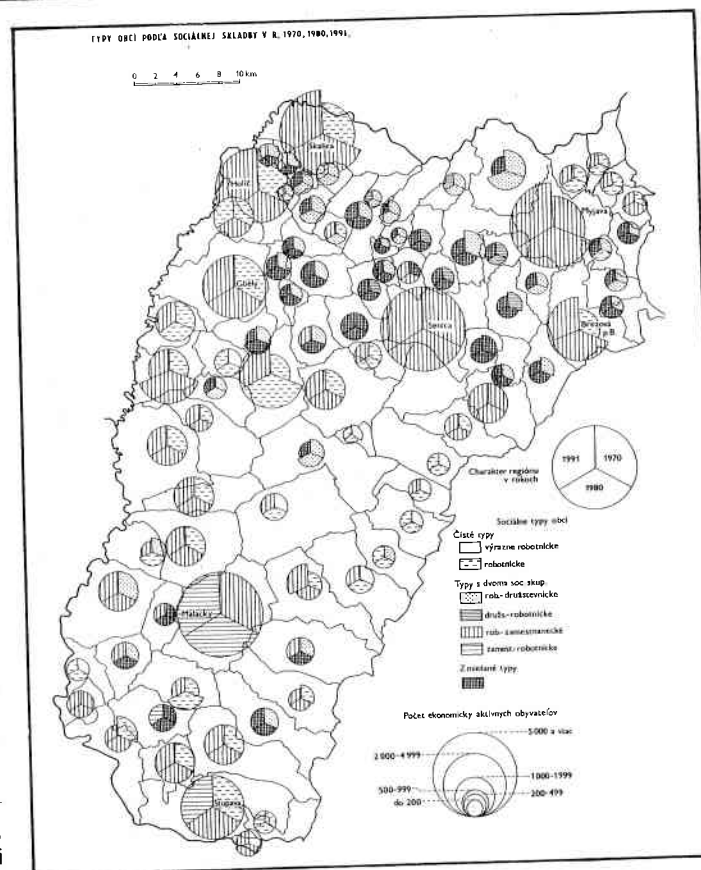 TYPY OBCÍ PODĽA SOCIÁLNEJ SKLADBY V R. 1970, 1980, 1991.
0 2 4 6 8 10 km
Skalica
Holíč
Myjava
Gbely
Senica
Brezová
p.B.
Charakter regiónu
v rokoch
1991
1970
1980
Sociálne typy obcí
Čisté typy
výrazne robotnícke
robotnícke
Typy s dvoma soc. skup.
rob.-družstevnícke
družs.-robotnícke
rob.-zamestnanecké
zamest.-robotnícke
Zmiešané typy
Malacky
Počet ekonomicky aktívnych obyvateľov
5 000 a viac
2 000-4 999
1 000-1999
500-999
200-499
do 200
Stupava